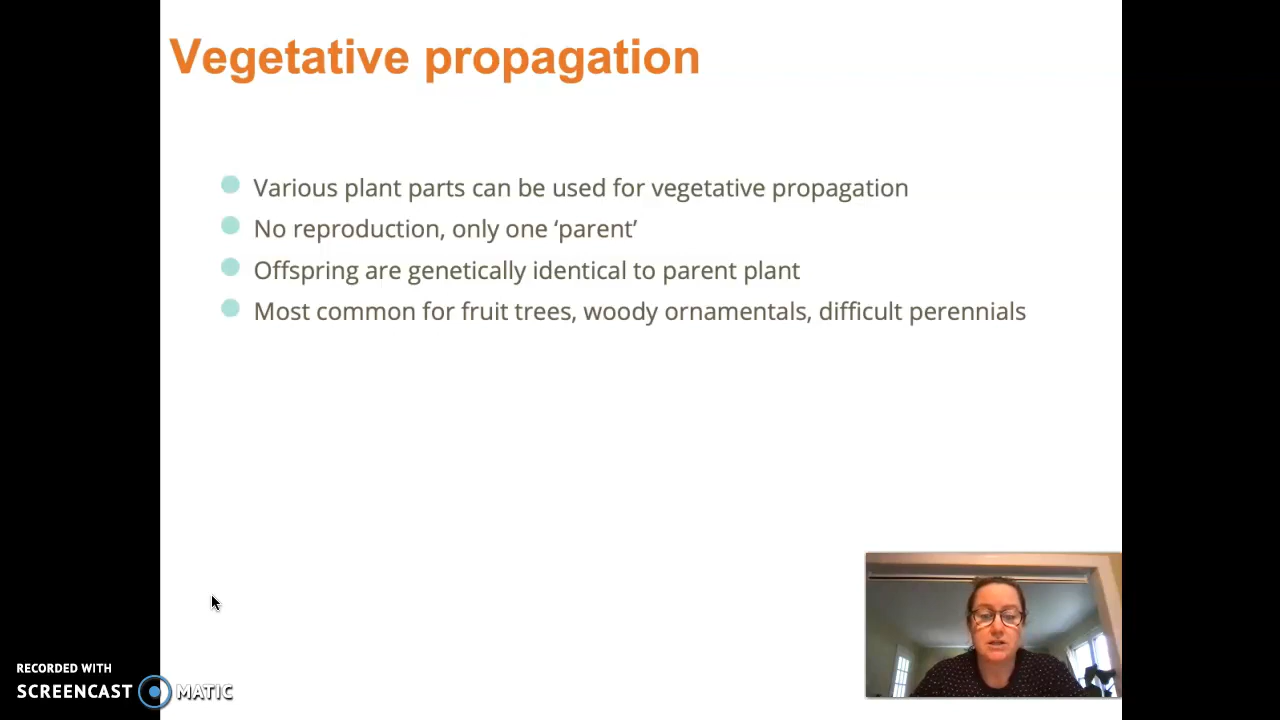 Vegetative propagation
Various plant parts can be used for vegetative propagation
No reproduction, only one ‘parent’
Offspring are genetically identical to parent plant
Most common for fruit trees, woody ornamentals, difficult perennials
RECORDED WITH
SCREENCAST MATIC